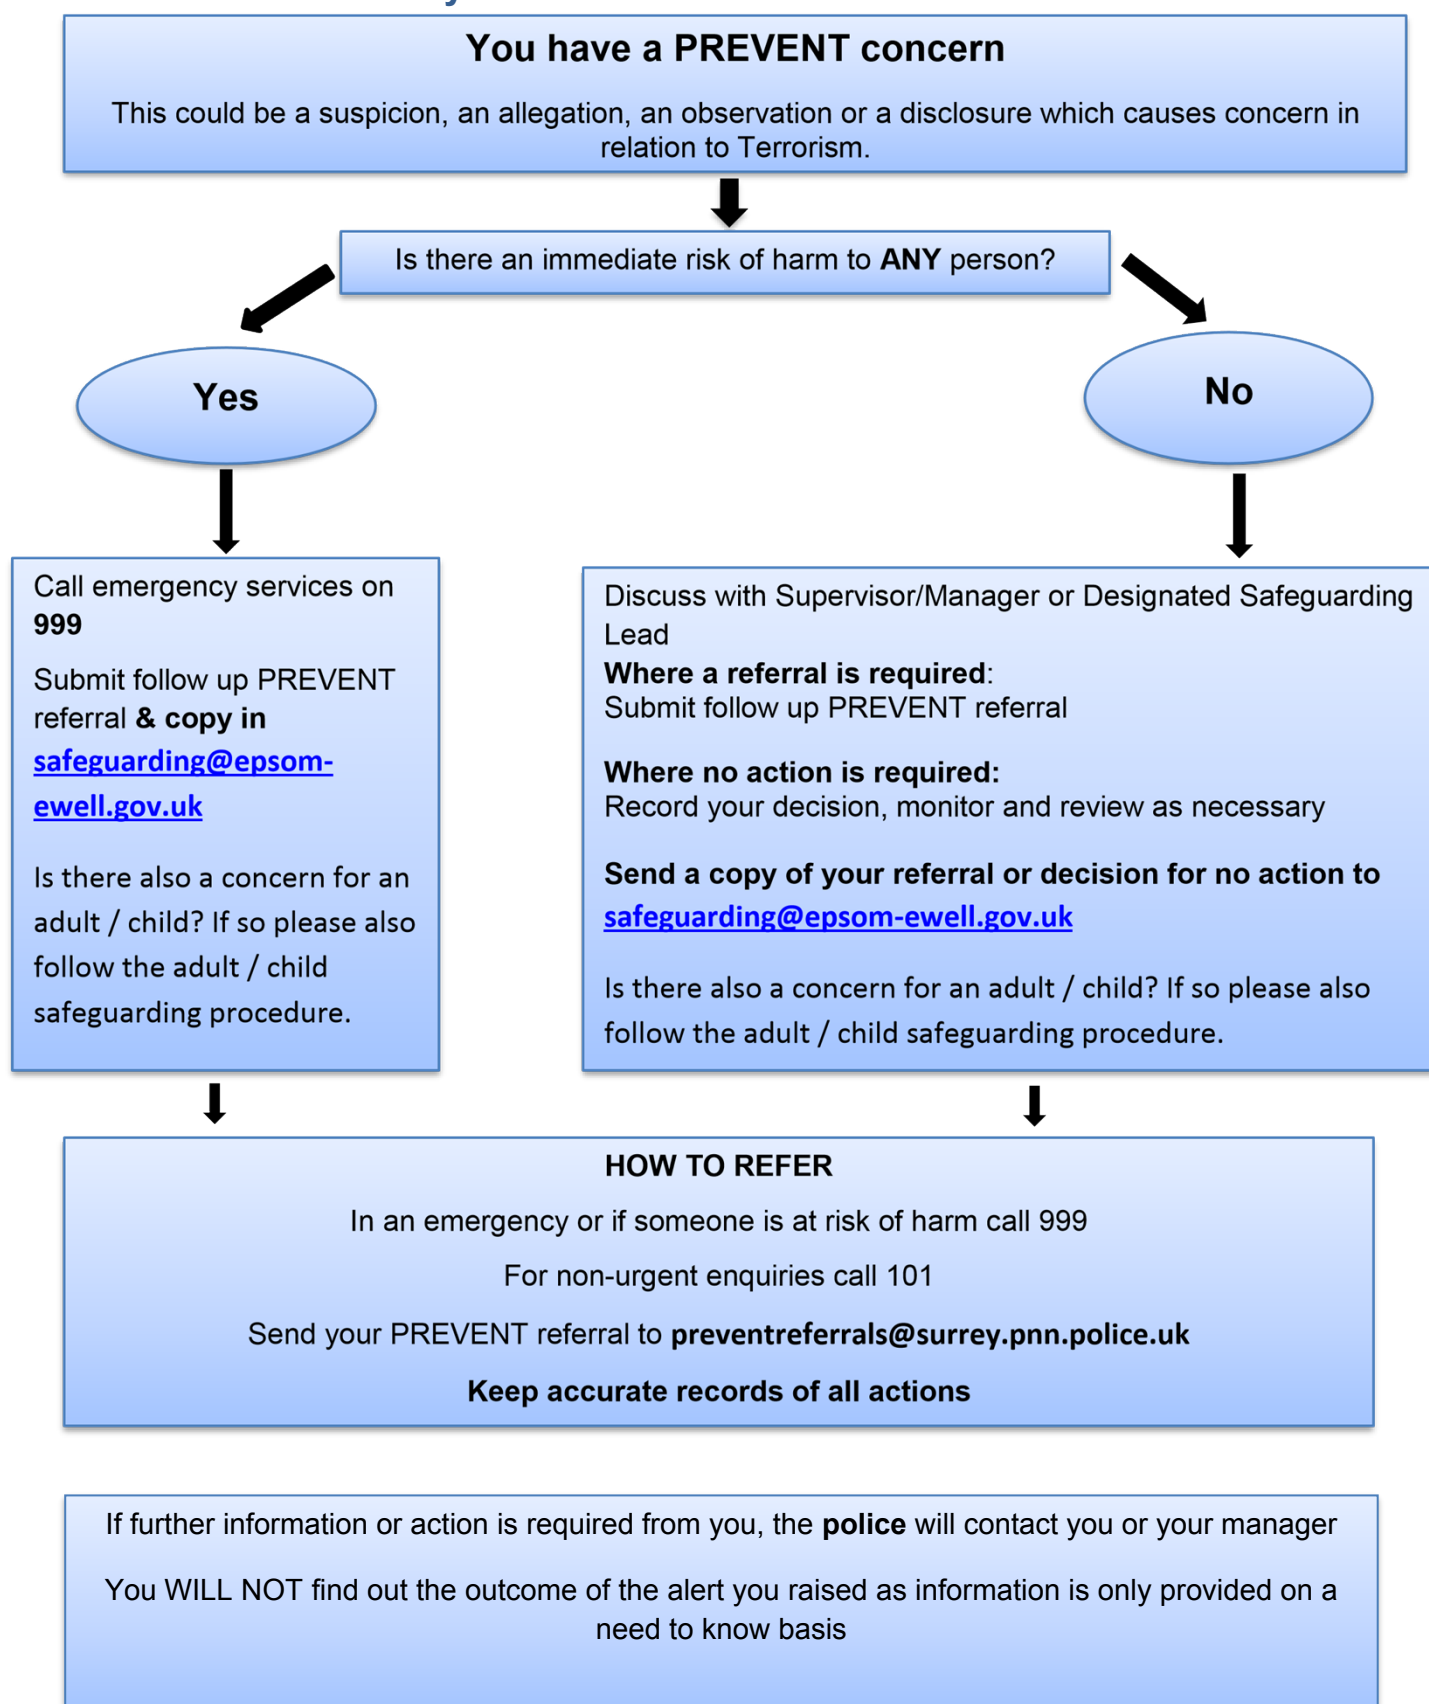 You have a PREVENT concern
This could be a suspicion, an allegation, an observation or a disclosure which causes concern in
relation to Terrorism.
Is there an immediate risk of harm to ANY person?
Yes
No
Call emergency services on
999
Submit follow up PREVENT
referral & copy in
safeguarding@epsom-
ewell.gov.uk
Is there also a concern for an
adult / child? If so please also
follow the adult / child
safeguarding procedure.
Discuss with Supervisor/Manager or Designated Safeguarding
Lead
Where a referral is required:
Submit follow up PREVENT referral
Where no action is required:
Record your decision, monitor and review as necessary
Send a copy of your referral or decision for no action to
safeguarding@epsom-ewell.gov.uk
Is there also a concern for an adult / child? If so please also
follow the adult / child safeguarding procedure.
HOW TO REFER
In an emergency or if someone is at risk of harm call 999
For non-urgent enquiries call 101
Send your PREVENT referral to preventreferrals@surrey.pnn.police.uk
Keep accurate records of all actions
If further information or action is required from you, the police will contact you or your manager
You WILL NOT find out the outcome of the alert you raised as information is only provided on a
need to know basis